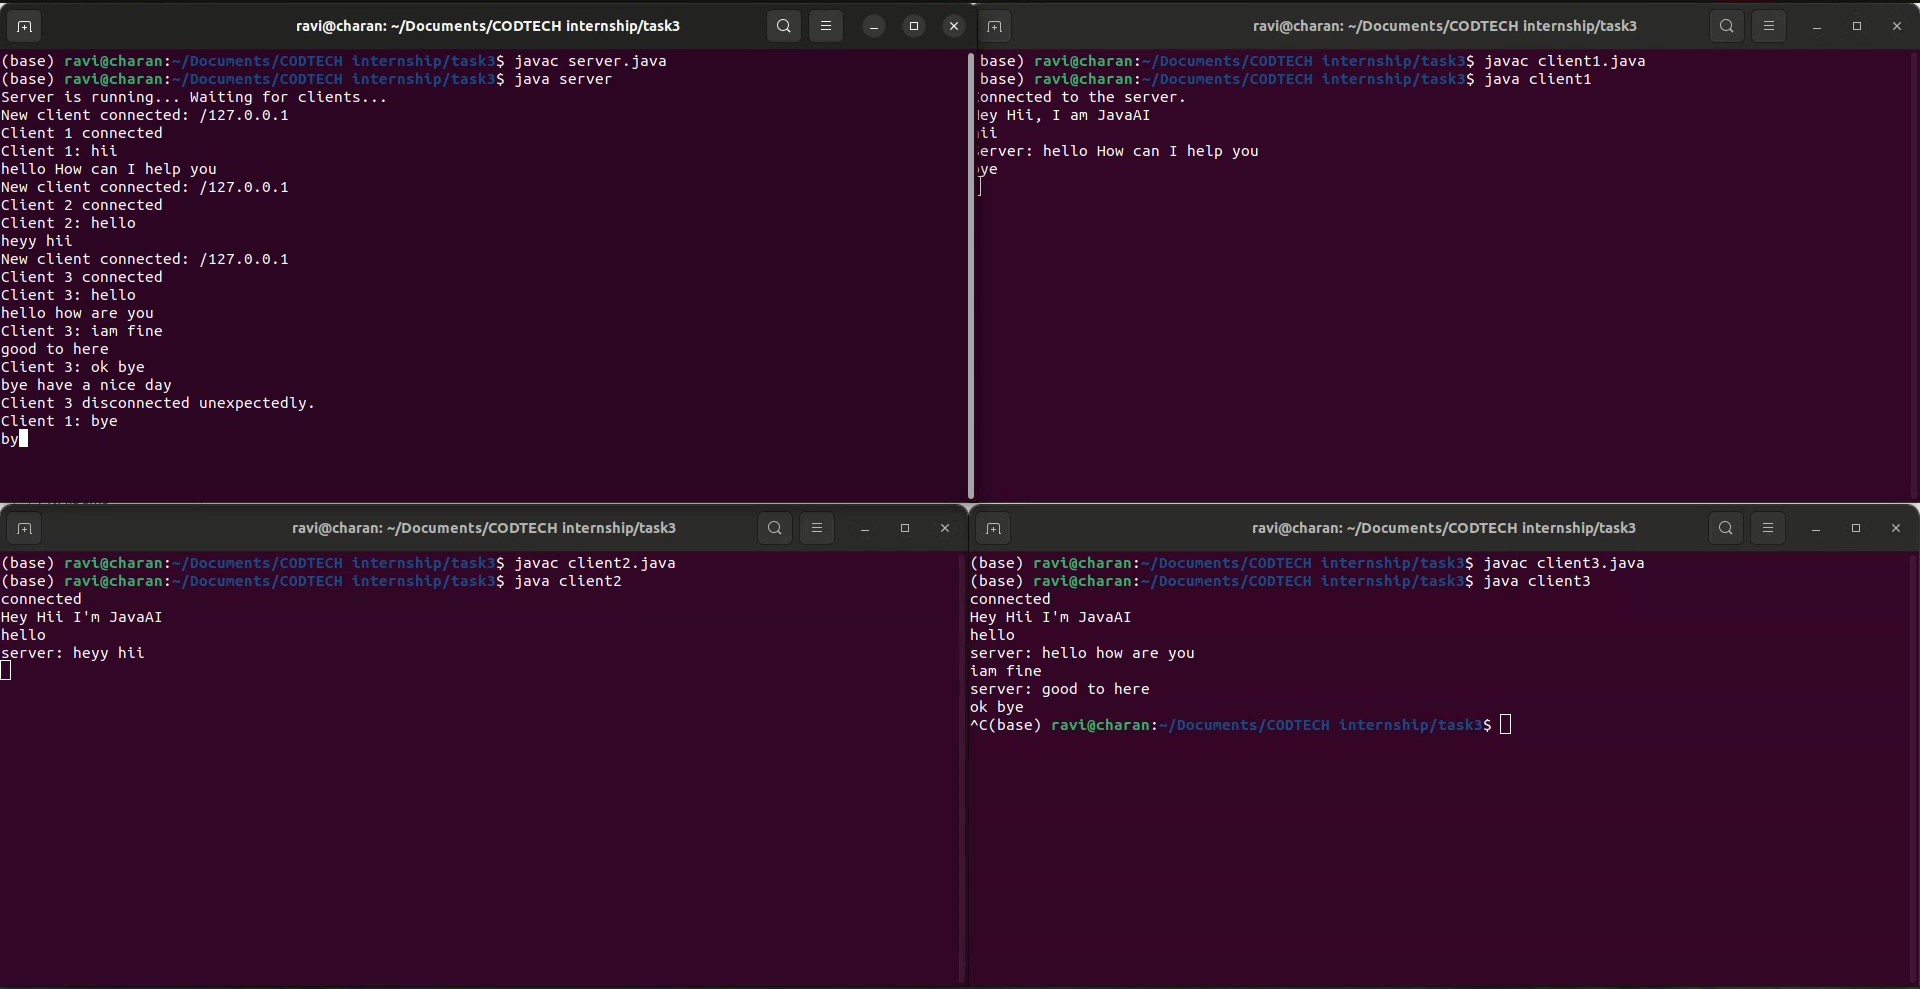 ravi@charan: ~/Documents/CODTECH internship/task3
(base) ravi@charan:~/Documents/CODTECH internship/task3$ javac server.java
(base) ravi@charan:~/Documents/CODTECH internship/task3$ java server
Server is running... Waiting for clients...
New client connected: /127.0.0.1
Client 1 connected
Client 1: hii
hello How can I help you
New client connected: /127.0.0.1
Client 2 connected
Client 2: hello
heyy hii
New client connected: /127.0.0.1
Client 3 connected
Client 3: hello
hello how are you
Client 3: iam fine
good to here
Client 3: ok bye
bye have a nice day
Client 3 disconnected unexpectedly.
Client 1: bye
by
ravi@charan: ~/Documents/CODTECH internship/task3
base) ravi@charan:~/Documents/CODTECH internship/task3$ javac client1.java
base) ravi@charan:~/Documents/CODTECH internship/task3$ java client1
onnected to the server.
ey Hii, I am JavaAI
ii
erver: hello How can I help you
ye
ravi@charan: ~/Documents/CODTECH internship/task3
(base) ravi@charan:~/Documents/CODTECH internship/task3$ javac client2.java
(base) ravi@charan:~/Documents/CODTECH internship/task3$ java client2
connected
Hey Hii I'm JavaAI
hello
server: heyy hii
ravi@charan: ~/Documents/CODTECH internship/task3
(base) ravi@charan:~/Documents/CODTECH internship/task3$ javac client3.java
(base) ravi@charan:~/Documents/CODTECH internship/task3$ java client3
connected
Hey Hii I'm JavaAI
hello
server: hello how are you
iam fine
server: good to here
ok bye
^C(base) ravi@charan:~/Documents/CODTECH internship/task3$